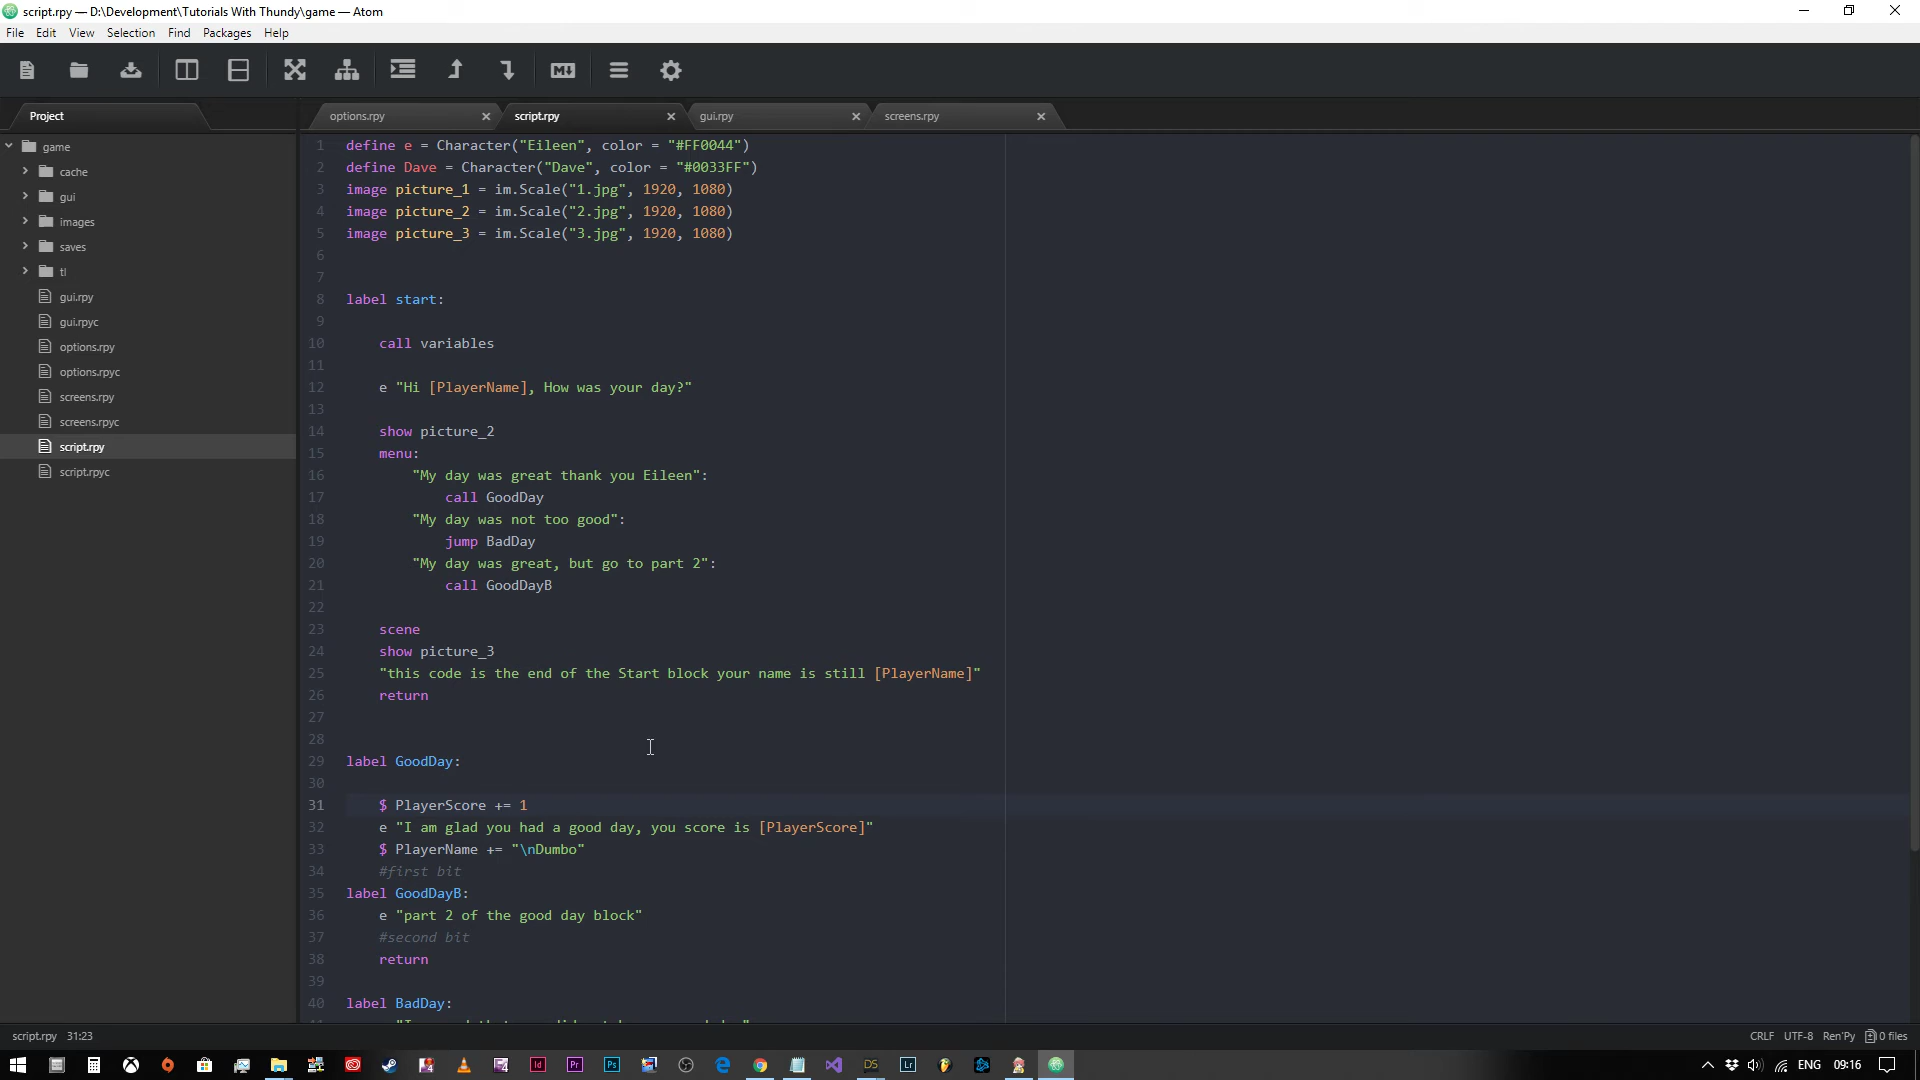 script.rpy — D:\Development\Tutorials With Thundy\game — Atom
File Edit View Selection Find Packages Help
Project
options.rpy
script.rpy
gui.rpy
screens.rpy
game
cache
gui
images
saves
tl
gui.rpy
gui.rpyc
options.rpy
options.rpyc
screens.rpy
screens.rpyc
script.rpy
script.rpyc
1 define e = Character("Eileen", color = "#FF0044")
2 define Dave = Character("Dave", color = "#0033FF")
3 image picture_1 = im.Scale("1.jpg", 1920, 1080)
4 image picture_2 = im.Scale("2.jpg", 1920, 1080)
5 image picture_3 = im.Scale("3.jpg", 1920, 1080)
6
7
8 label start:
9
10 call variables
11
12 e "Hi [PlayerName], How was your day?"
13
14 show picture_2
15 menu:
16 "My day was great thank you Eileen":
17 call GoodDay
18 "My day was not too good":
19 jump BadDay
20 "My day was great, but go to part 2":
21 call GoodDayB
22
23 scene
24 show picture_3
25 "this code is the end of the Start block your name is still [PlayerName]"
26 return
27
28
29 label GoodDay:
30
31 $ PlayerScore += 1
32 e "I am glad you had a good day, you score is [PlayerScore]"
33 $ PlayerName += "\nDumbo"
34 #first bit
35 label GoodDayB:
36 e "part 2 of the good day block"
37 #second bit
38 return
39
40 label BadDay:
script.rpy 31:23
CRLF UTF-8 Ren'Py 0 files
ENG 09:16